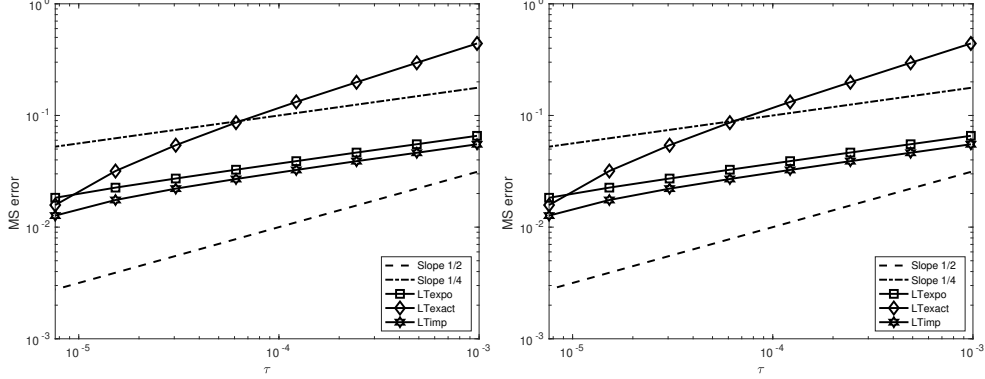 10^0
10^-1
10^-2
10^-3
MS error
10^-5
10^-4
10^-3
τ
Slope 1/2
Slope 1/4
LTexpo
LTexact
LTimp
10^0
10^-1
10^-2
10^-3
MS error
10^-5
10^-4
10^-3
τ
Slope 1/2
Slope 1/4
LTexpo
LTexact
LTimp